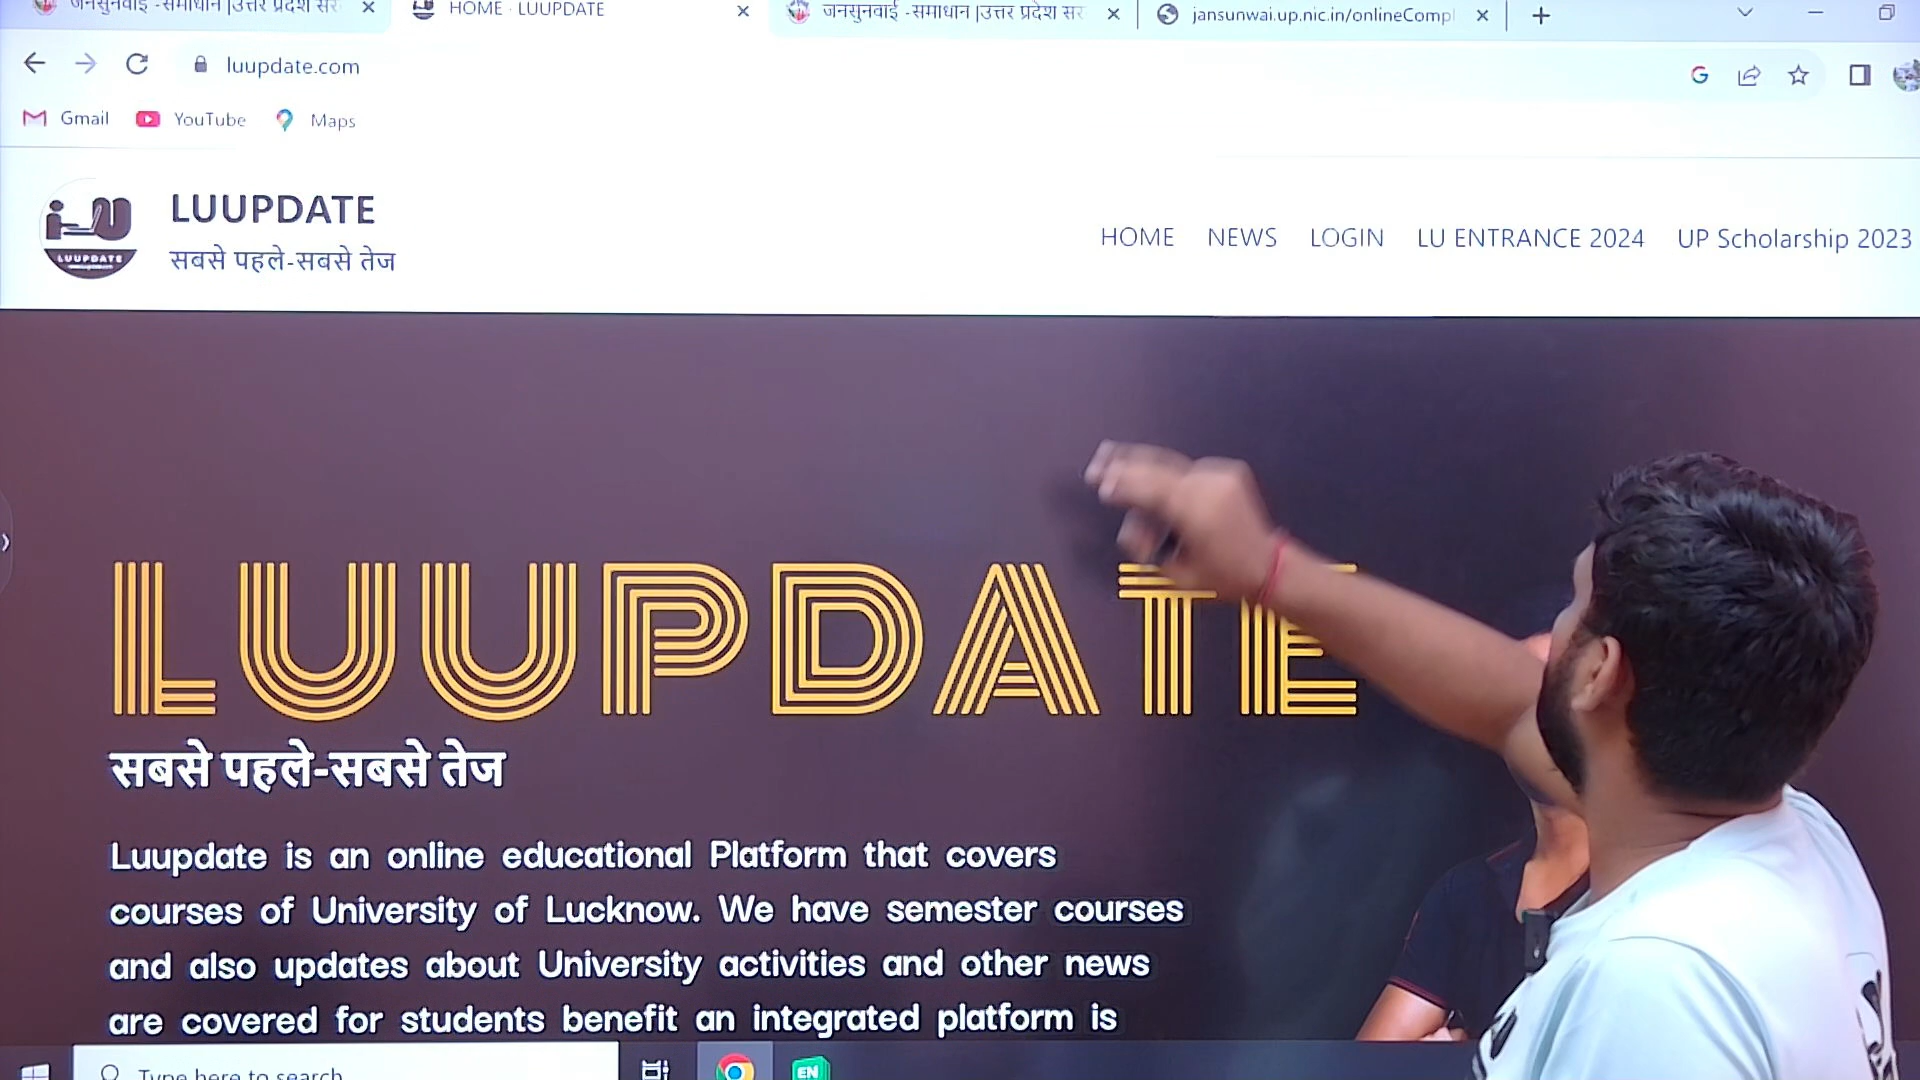 जनसुनवाई -समाधान |उत्तर प्रदेश सर
HOME · LUUPDATE
जनसुनवाई -समाधान |उत्तर प्रदेश सर
jansunwai.up.nic.in/onlineCompl
luupdate.com
Gmail
YouTube
Maps
LUUPDATE
सबसे पहले-सबसे तेज
HOME
NEWS
LOGIN
LU ENTRANCE 2024
UP Scholarship 2023
LUUPDATE
LUUPDATE
सबसे पहले-सबसे तेज
Luupdate is an online educational Platform that covers
courses of University of Lucknow. We have semester courses
and also updates about University activities and other news
are covered for students benefit an integrated platform is
Type here to search
EN